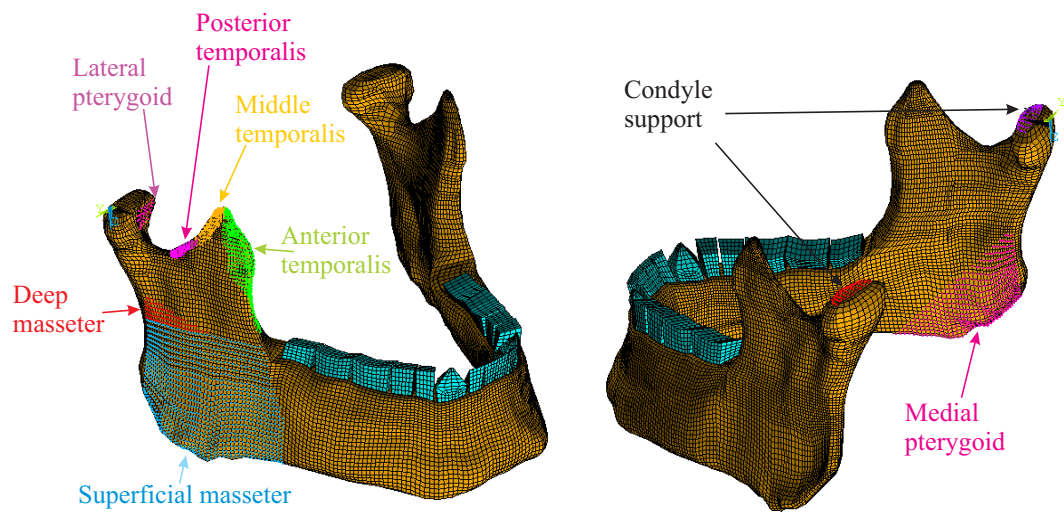 Posterior
temporalis
Lateral
pterygoid
Middle
temporalis
Anterior
temporalis
Deep
masseter
Superficial masseter
Condyle
support
Medial
pterygoid